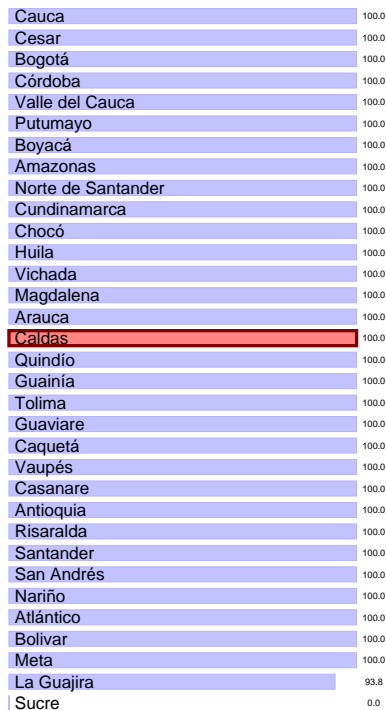 Cauca 100.0
Cesar 100.0
Bogotá 100.0
Córdoba 100.0
Valle del Cauca 100.0
Putumayo 100.0
Boyacá 100.0
Amazonas 100.0
Norte de Santander 100.0
Cundinamarca 100.0
Chocó 100.0
Huila 100.0
Vichada 100.0
Magdalena 100.0
Arauca 100.0
Caldas 100.0
Quindío 100.0
Guainía 100.0
Tolima 100.0
Guaviare 100.0
Caquetá 100.0
Vaupés 100.0
Casanare 100.0
Antioquia 100.0
Risaralda 100.0
Santander 100.0
San Andrés 100.0
Nariño 100.0
Atlántico 100.0
Bolivar 100.0
Meta 100.0
La Guajira 93.8
Sucre 0.0